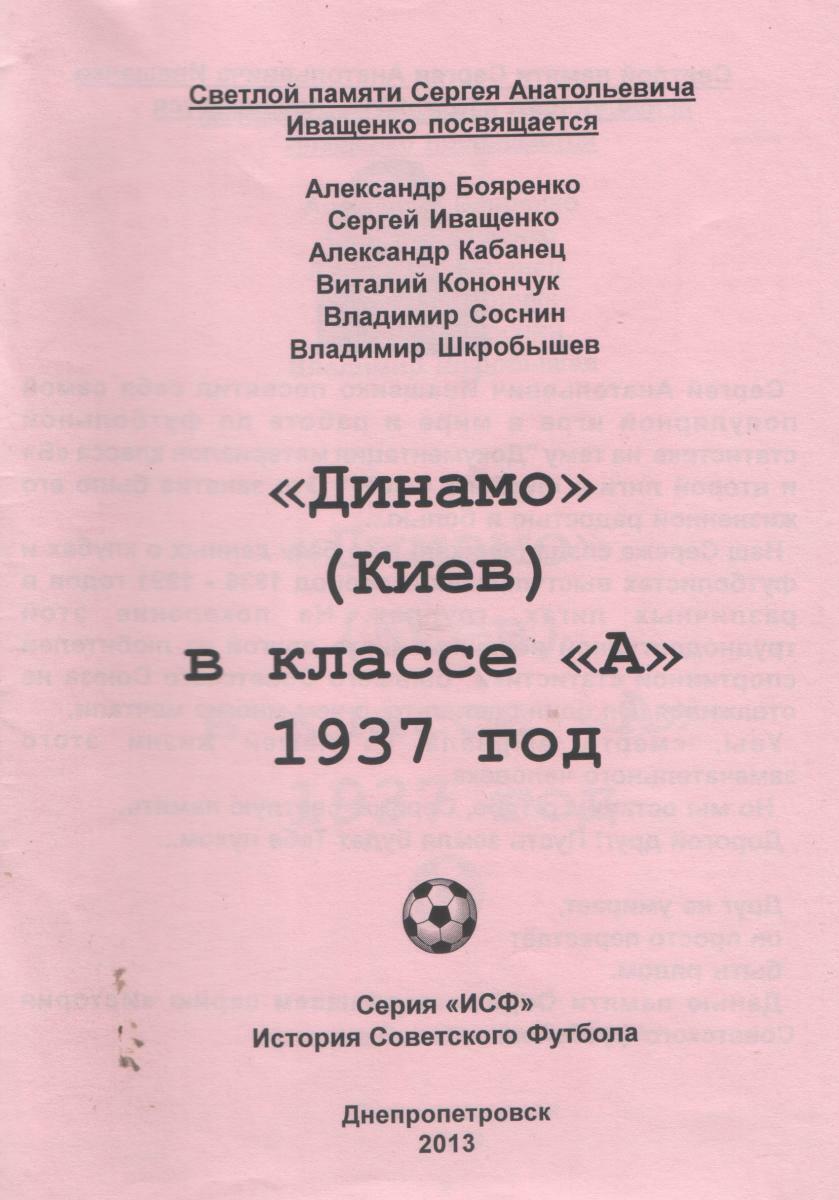 Светлой памяти Сергея Анатольевича
Иващенко посвящается
Александр Бояренко
Сергей Иващенко
Александр Кабанец
Виталий Конончук
Владимир Соснин
Владимир Шкробышев
«Динамо»
(Киев)
в классе «А»
1937 год
Серия «ИСФ»
История Советского Футбола
Днепропетровск
2013